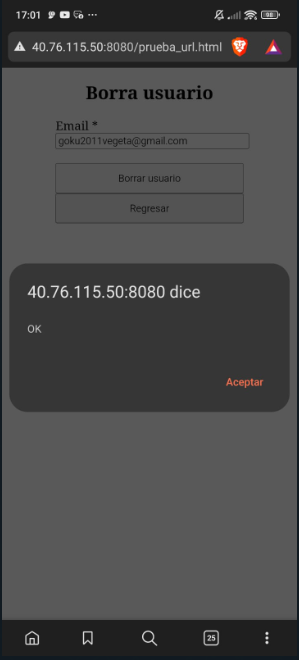 17:01
98
40.76.115.50:8080/prueba_url.html
Borra usuario
Email *
goku2011vegeta@gmail.com
Borrar usuario
Regresar
40.76.115.50:8080 dice
OK
Aceptar
25